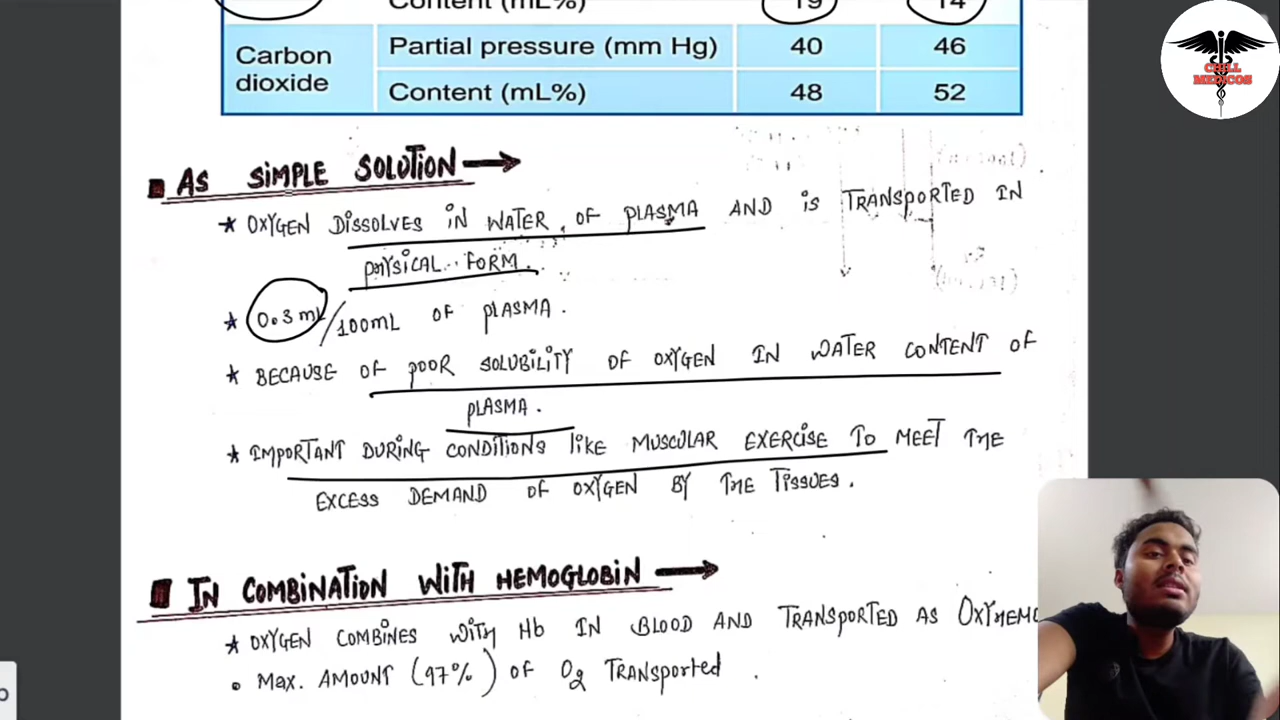 Content (mL%) 19 14
Carbon dioxide
Partial pressure (mm Hg) 40 46
Content (mL%) 48 52
CHILL MEDICOS
AS SIMPLE SOLUTION
OXYGEN DISSOLVES IN WATER OF PLASMA AND IS TRANSPORTED IN
PHYSICAL FORM.
0.3 mL/100mL OF PLASMA.
BECAUSE OF POOR SOLUBILITY OF OXYGEN IN WATER CONTENT OF
PLASMA.
IMPORTANT DURING CONDITIONS LIKE MUSCULAR EXERCISE TO MEET THE
EXCESS DEMAND OF OXYGEN BY THE TISSUES.
IN COMBINATION WITH HEMOGLOBIN
OXYGEN COMBINES WITH Hb IN BLOOD AND TRANSPORTED AS OXYHEMO
MAX. AMOUNT (97%) OF O2 TRANSPORTED.